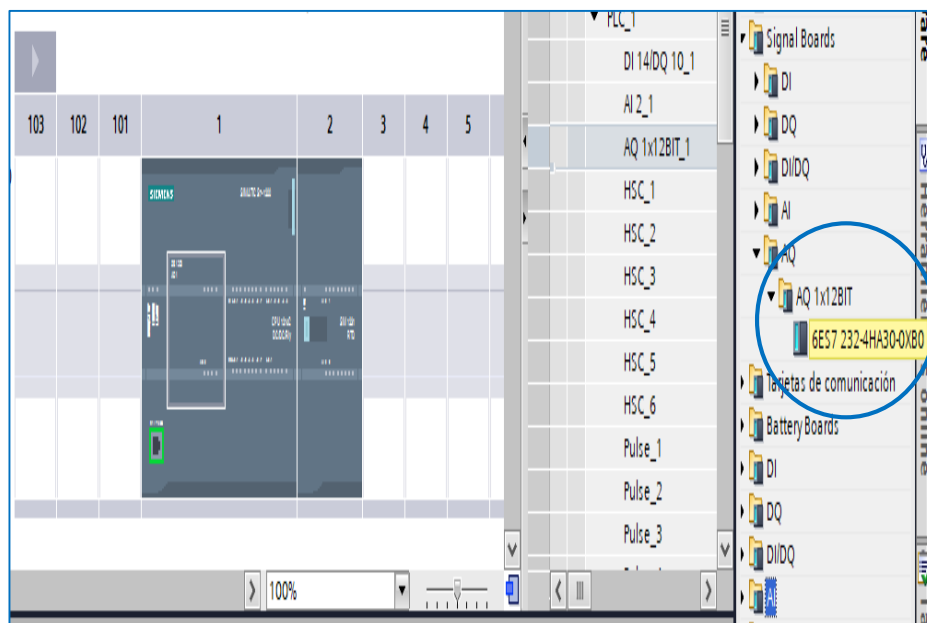 103 102 101 1 2 3 4 5
SIEMENS
100%
PLC_1
DI 14/DQ 10_1
AI 2_1
AQ 1x12BIT_1
HSC_1
HSC_2
HSC_3
HSC_4
HSC_5
HSC_6
Pulse_1
Pulse_2
Pulse_3
Signal Boards
DI
DQ
DI/DQ
AI
AQ
AQ 1x12BIT
6ES7 232-4HA30-0XB0
Tarjetas de comunicación
Battery Boards
DI
DQ
DI/DQ
AI
online